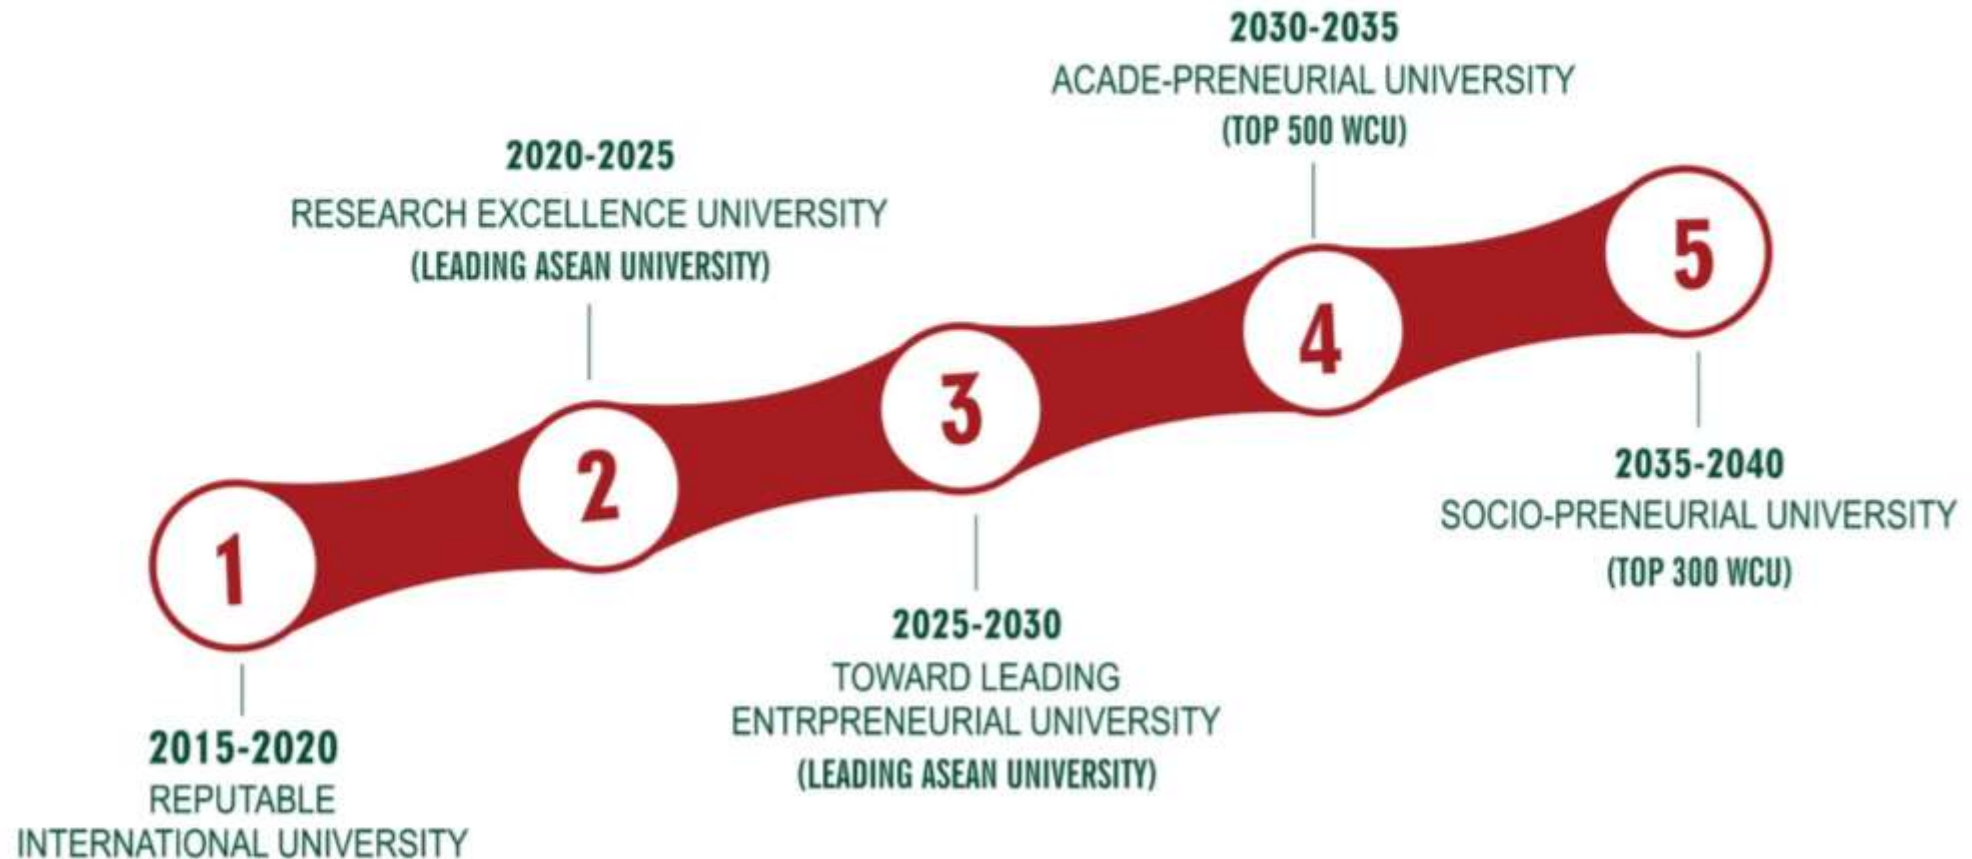 1
2015-2020
REPUTABLE
INTERNATIONAL UNIVERSITY
2
2020-2025
RESEARCH EXCELLENCE UNIVERSITY
(LEADING ASEAN UNIVERSITY)
3
2025-2030
TOWARD LEADING
ENTRPRENEURIAL UNIVERSITY
(LEADING ASEAN UNIVERSITY)
4
2030-2035
ACADE-PRENEURIAL UNIVERSITY
(TOP 500 WCU)
5
2035-2040
SOCIO-PRENEURIAL UNIVERSITY
(TOP 300 WCU)